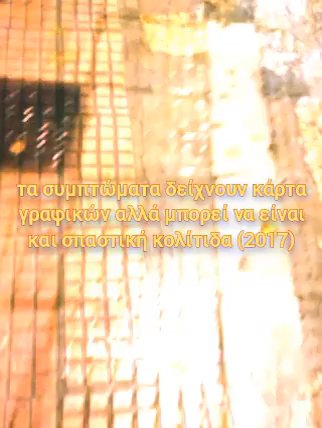 τα συμπτώματα δείχνουν κάρτα
γραφικών αλλά μπορεί να είναι
και σπαστική κολίτιδα (2017)